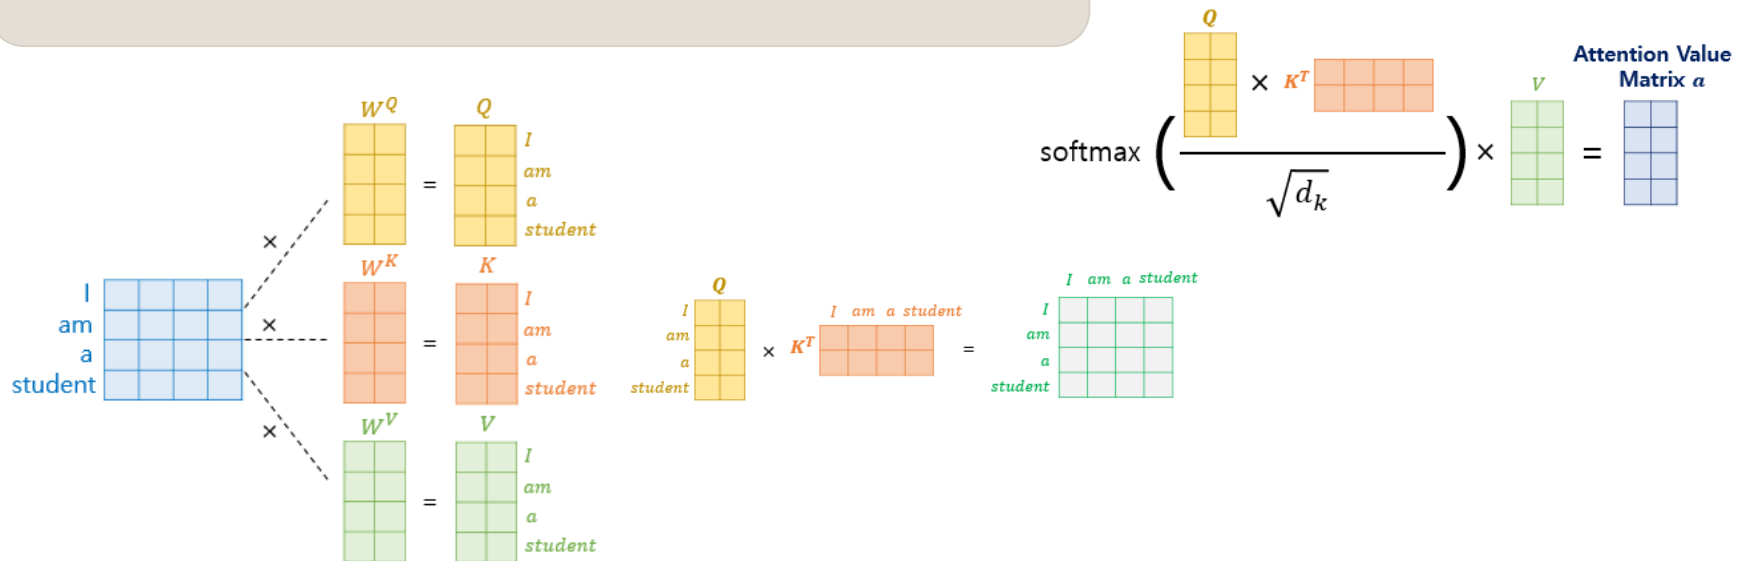 I
am
a
student
×
×
×
W^Q
=
Q
I
am
a
student
W^K
=
K
I
am
a
student
W^V
=
V
I
am
a
student
Q
I
am
a
student
×
K^T
I am a student
=
I am a student
I
am
a
student
softmax
(
Q
×
K^T
√d_k
)
×
V
=
Attention Value
Matrix a